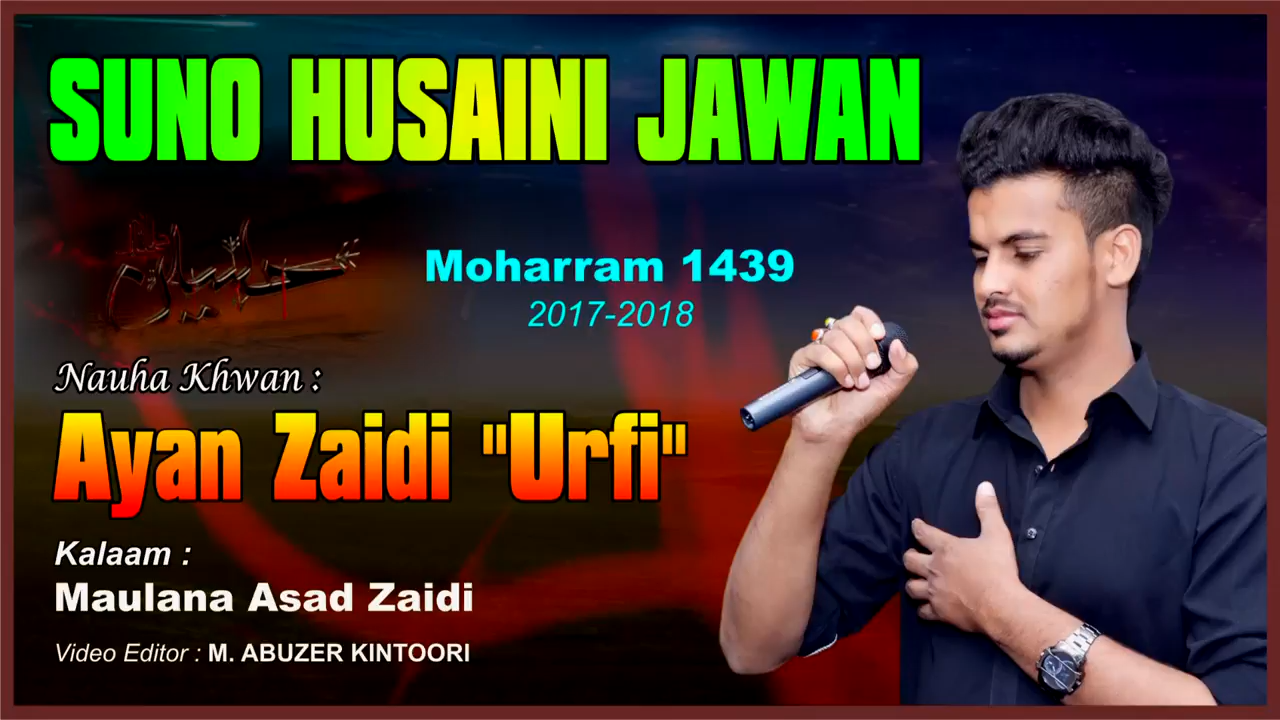 SUNO HUSAINI JAWAN
حسین
Moharram 1439
2017-2018
Nauha Khwan :
Ayan Zaidi "Urfi"
Kalaam :
Maulana Asad Zaidi
Video Editor : M. ABUZER KINTOORI